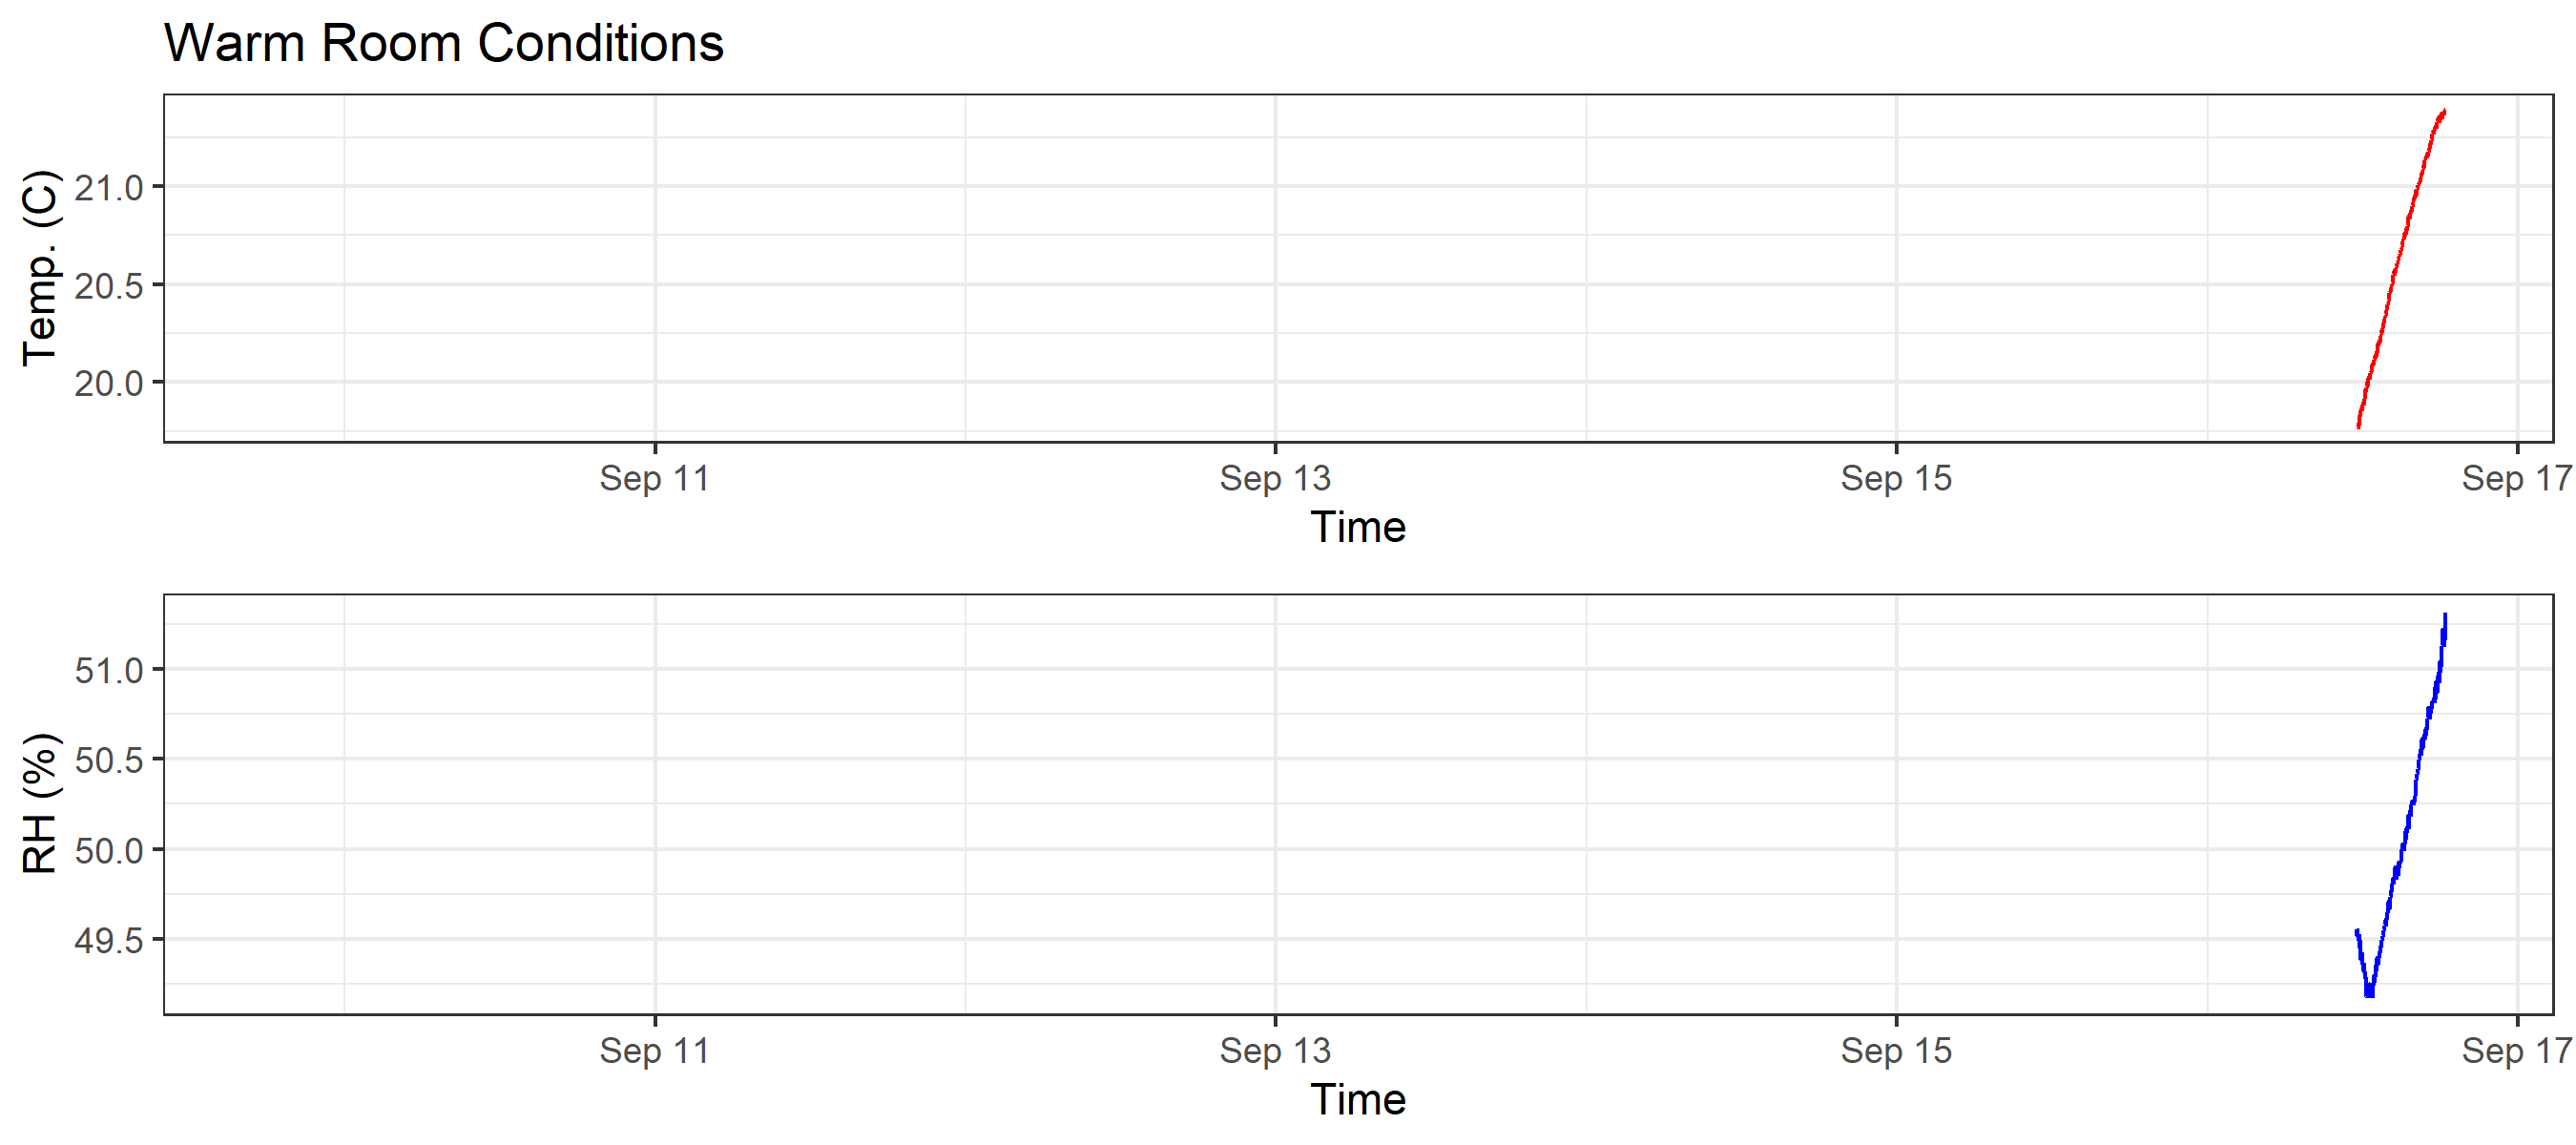 Warm Room Conditions
Temp. (C)
21.0
20.5
20.0
Sep 11 Sep 13 Sep 15 Sep 17
Time
RH (%)
51.0
50.5
50.0
49.5
Sep 11 Sep 13 Sep 15 Sep 17
Time